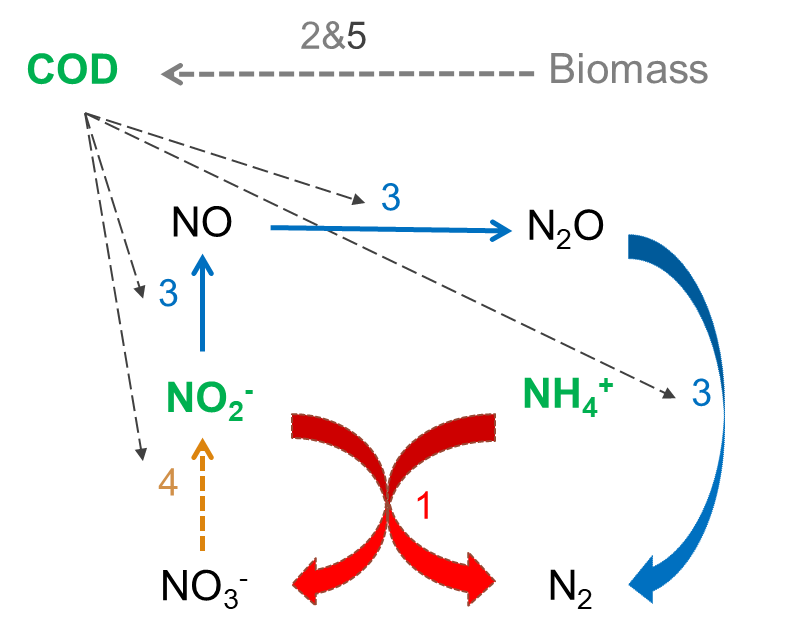 2&5
COD Biomass
3
NO N₂O
3
NO₂⁻ NH₄⁺ 3
4 1
NO₃⁻ N₂